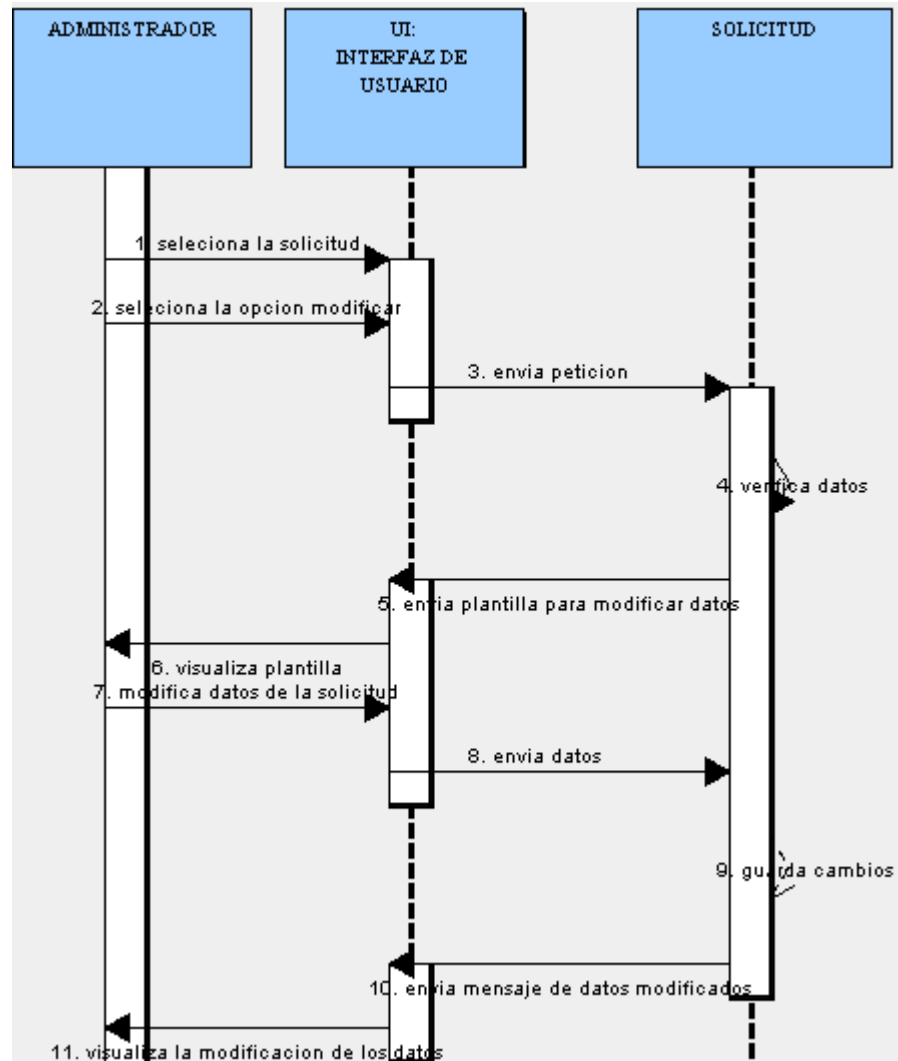 ADMINISTRADOR
UI:
INTERFAZ DE
USUARIO
SOLICITUD
1. seleciona la solicitud
2. seleciona la opcion modificar
3. envia peticion
4. verifica datos
5. envia plantilla para modificar datos
6. visualiza plantilla
7. modifica datos de la solicitud
8. envia datos
9. guarda cambios
10. envia mensaje de datos modificados
11. visualiza la modificacion de los datos